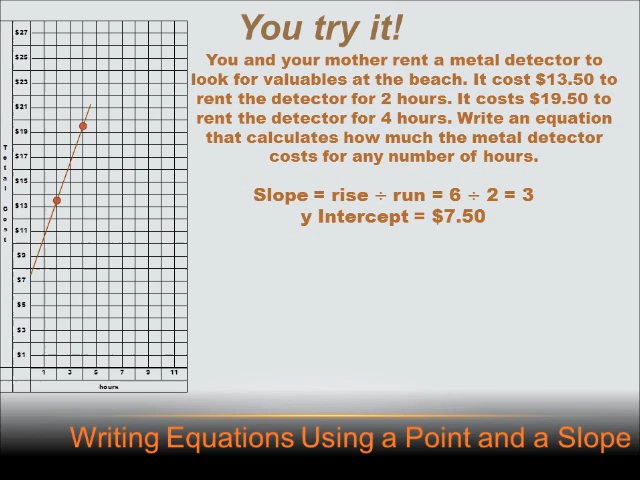 You try it!
You and your mother rent a metal detector to
look for valuables at the beach. It cost $13.50 to
rent the detector for 2 hours. It costs $19.50 to
rent the detector for 4 hours. Write an equation
that calculates how much the metal detector
costs for any number of hours.
Slope = rise ÷ run = 6 ÷ 2 = 3
y Intercept = $7.50
Total Cost
$27
$25
$23
$21
$19
$17
$15
$13
$11
$9
$7
$5
$3
$1
1 3 5 7 9 11
hours
Writing Equations Using a Point and a Slope